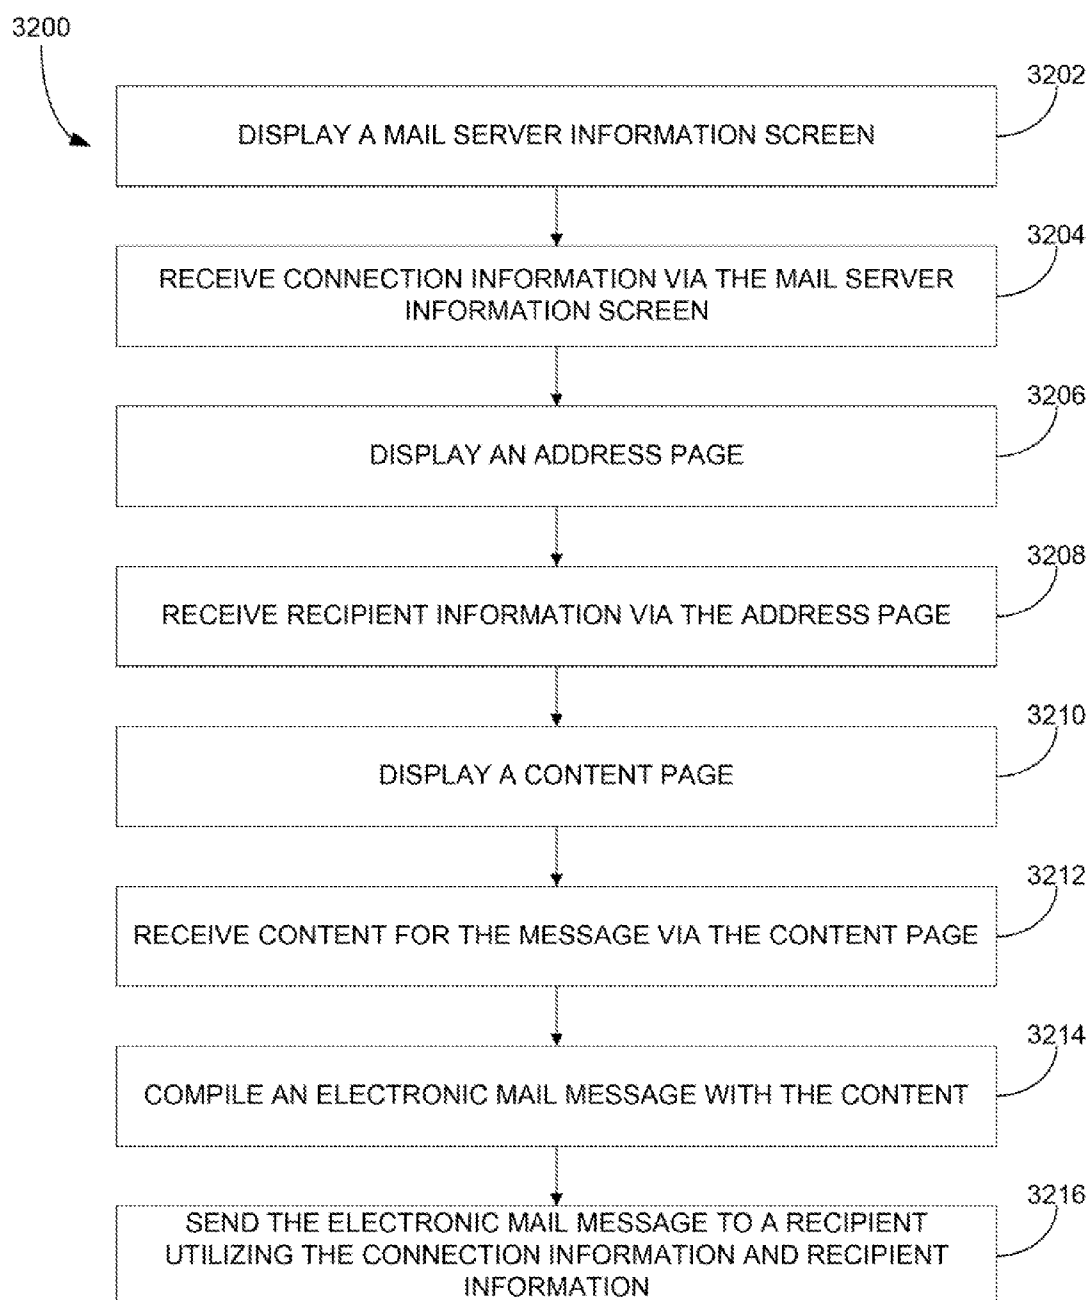 3200
3202
DISPLAY A MAIL SERVER INFORMATION SCREEN
3204
RECEIVE CONNECTION INFORMATION VIA THE MAIL SERVER
INFORMATION SCREEN
3206
DISPLAY AN ADDRESS PAGE
3208
RECEIVE RECIPIENT INFORMATION VIA THE ADDRESS PAGE
3210
DISPLAY A CONTENT PAGE
3212
RECEIVE CONTENT FOR THE MESSAGE VIA THE CONTENT PAGE
3214
COMPILE AN ELECTRONIC MAIL MESSAGE WITH THE CONTENT
3216
SEND THE ELECTRONIC MAIL MESSAGE TO A RECIPIENT
UTILIZING THE CONNECTION INFORMATION AND RECIPIENT
INFORMATION